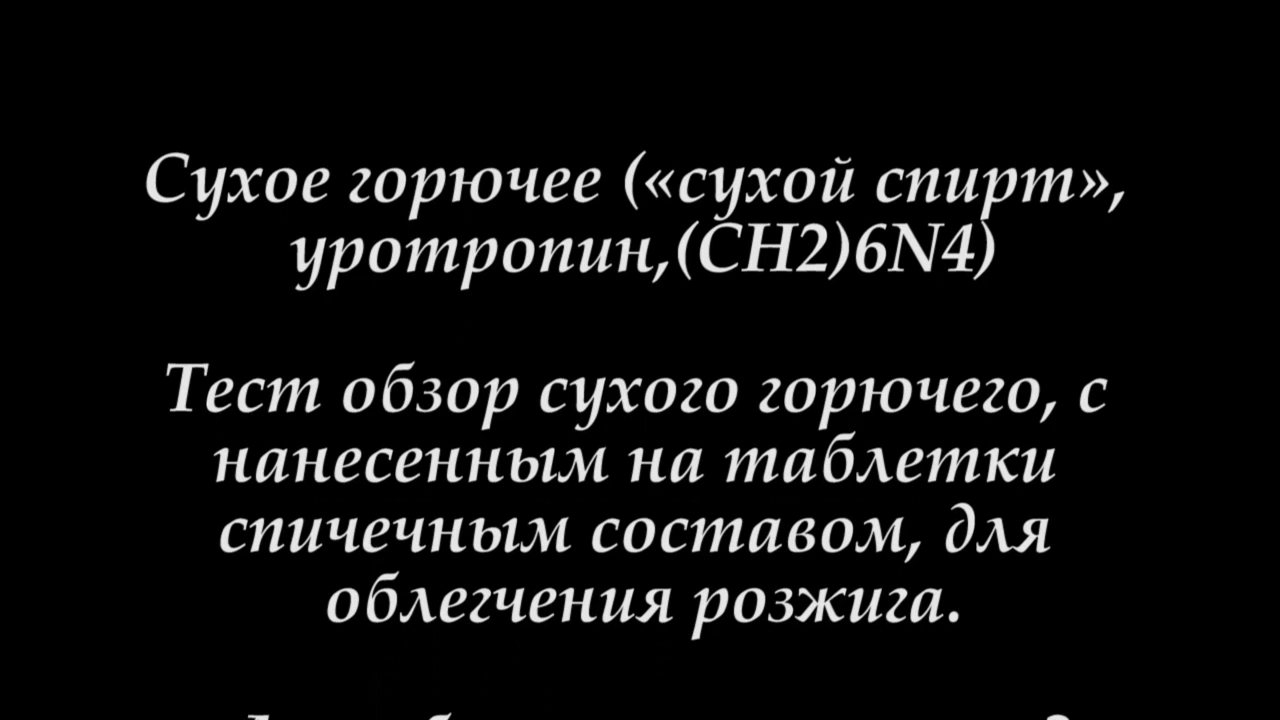 Сухое горючее («сухой спирт»,
уротропин,(CH2)6N4)
Тест обзор сухого горючего, с
нанесенным на таблетки
спичечным составом, для
облегчения розжига.